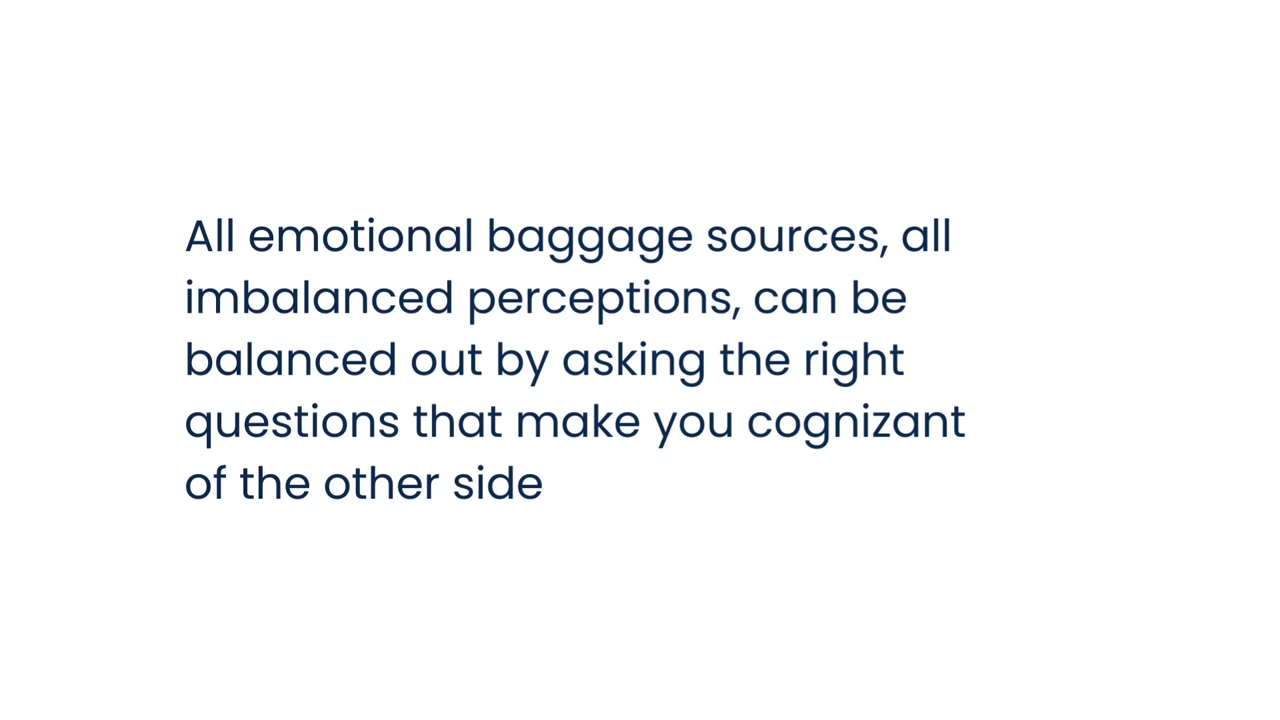 All emotional baggage sources, all
imbalanced perceptions, can be
balanced out by asking the right
questions that make you cognizant
of the other side